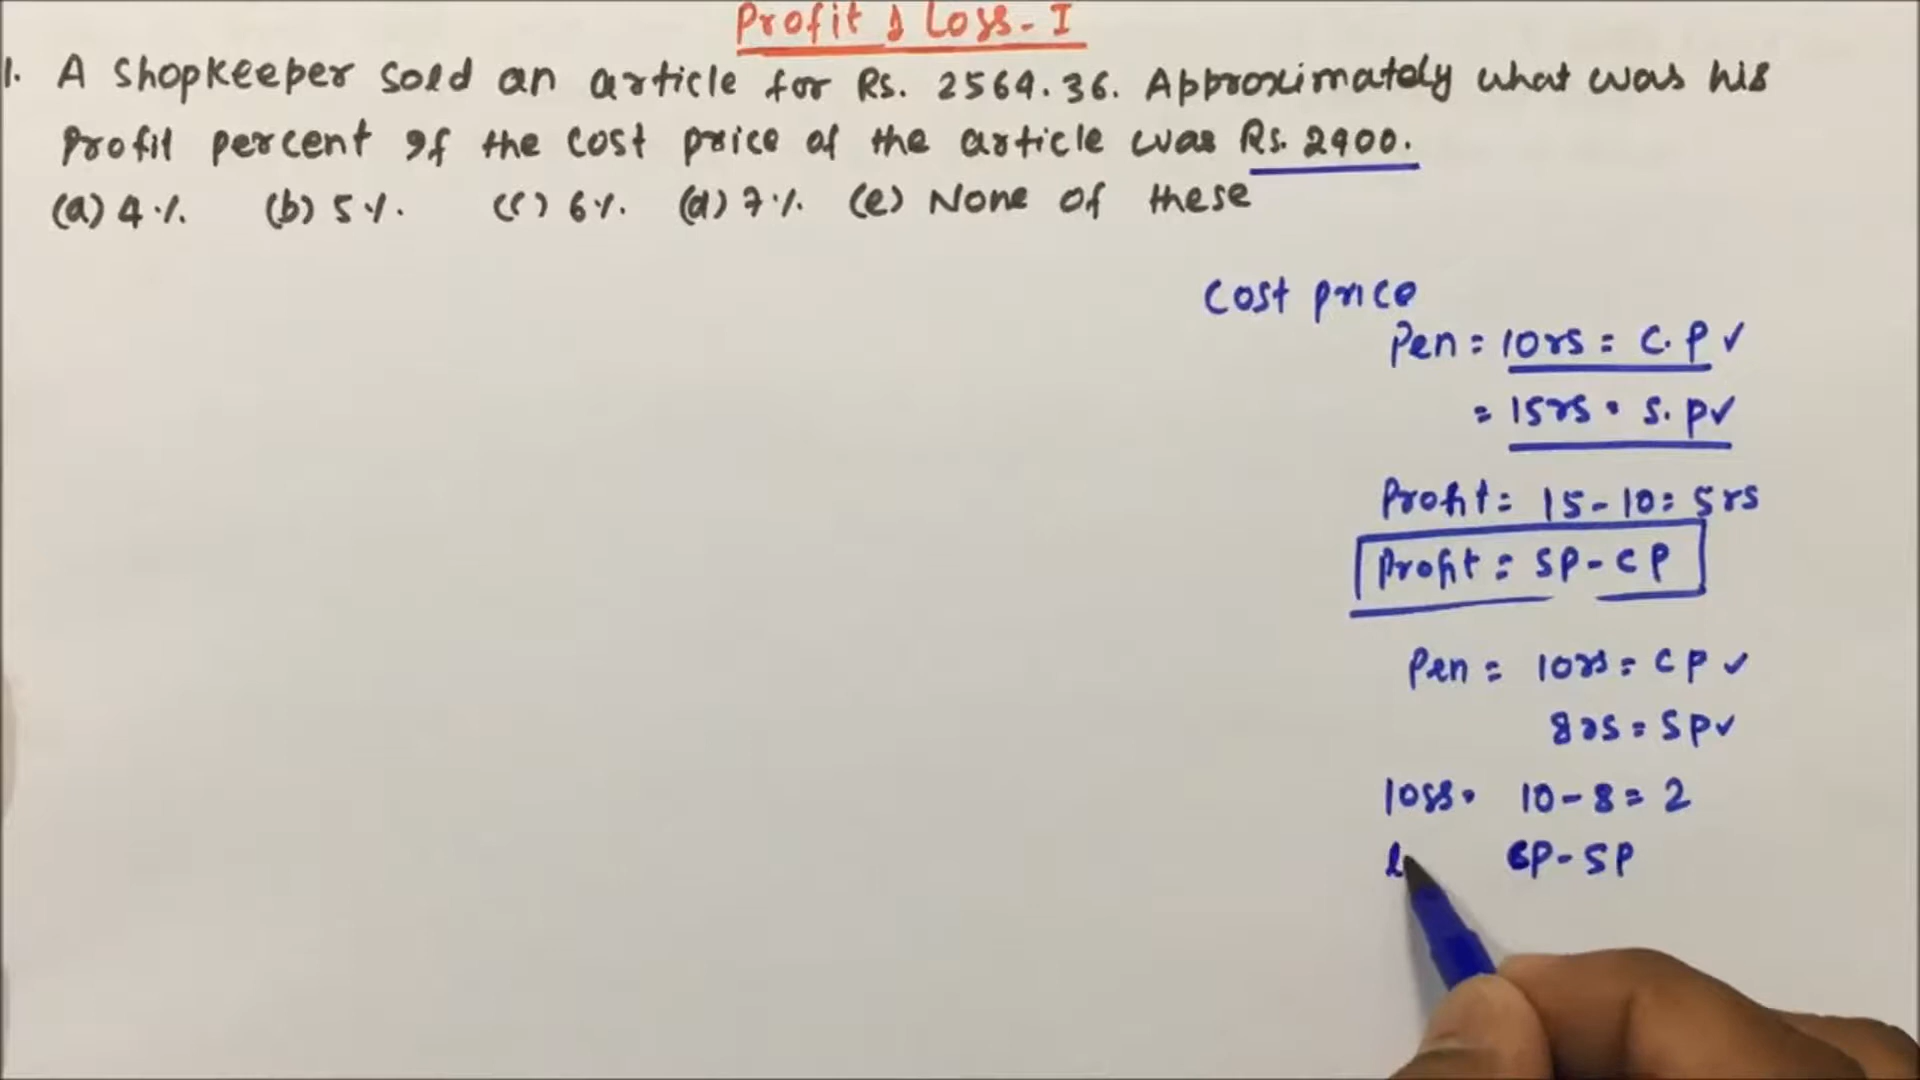 Profit & Loss-I
1. A shopkeeper sold an article for Rs. 2564.36. Approximately what was his
Profit percent if the cost price of the article was Rs. 2400.
(a) 4%. (b) 5%. (c) 6%. (d) 7%. (e) None of these
Cost price
Pen = 10rs = C.P ✓
= 15rs = S.P ✓
Profit = 15-10= 5rs
Profit = SP-CP
Pen = 10rs = CP ✓
8rs = SP ✓
loss = 10-8=2
l CP-SP